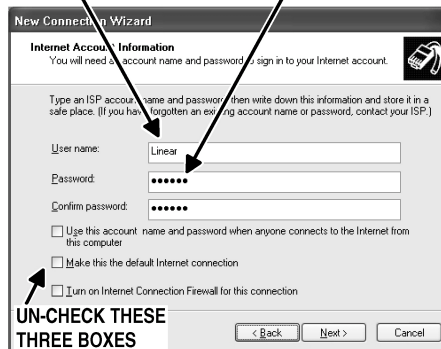 New Connection Wizard
Internet Account Information
You will need an account name and password to sign in to your Internet account.
Type an ISP account name and password, then write down this information and store it in a
safe place. (If you have forgotten an existing account name or password, contact your ISP.)
User name:
Linear
Password:
••••••
Confirm password:
••••••
Use this account name and password when anyone connects to the Internet from
this computer
Make this the default Internet connection
Turn on Internet Connection Firewall for this connection
UN-CHECK THESE
THREE BOXES
< Back
Next >
Cancel